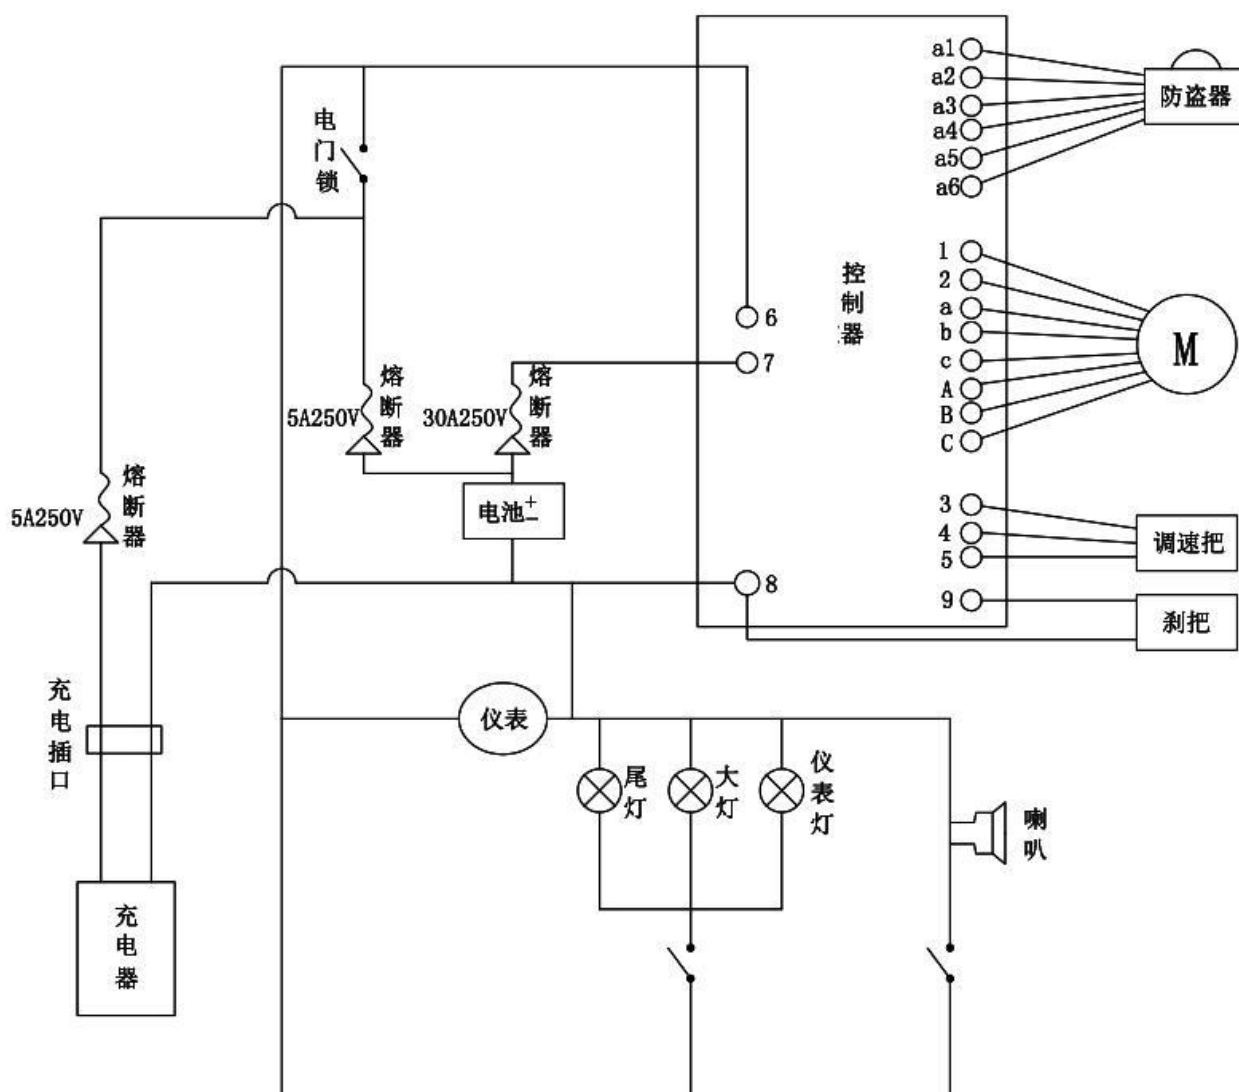 a1
a2
a3
a4
a5
a6
防盗器
电门锁
控制器
1
2
a
b
c
A
B
C
M
6
7
熔断器
5A250V
熔断器
30A250V
熔断器
5A250V
电池+-
3
4
5
调速把
8
9
刹把
充电插口
仪表
尾灯
大灯
仪表灯
喇叭
充电器